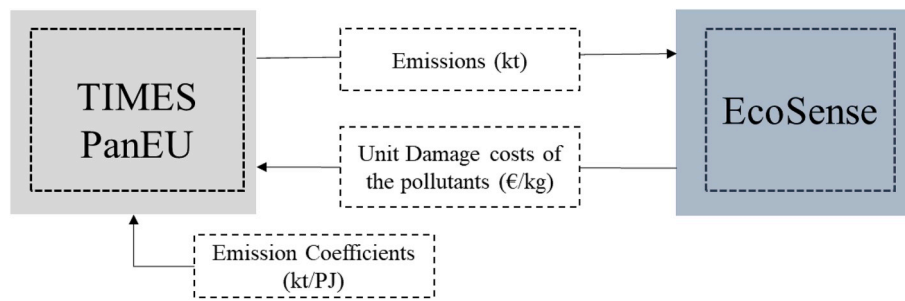 TIMES
PanEU
Emissions (kt)
EcoSense
Unit Damage costs of
the pollutants (€/kg)
Emission Coefficients
(kt/PJ)